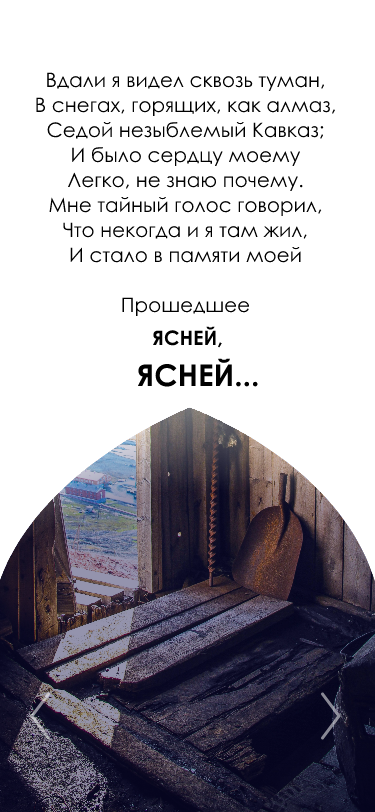 Вдали я видел сквозь туман,
В снегах, горящих, как алмаз,
Седой незыблемый Кавказ;
И было сердцу моему
Легко, не знаю почему.
Мне тайный голос говорил,
Что некогда и я там жил,
И стало в памяти моей
Прошедшее
ЯСНЕЙ,
ЯСНЕЙ...